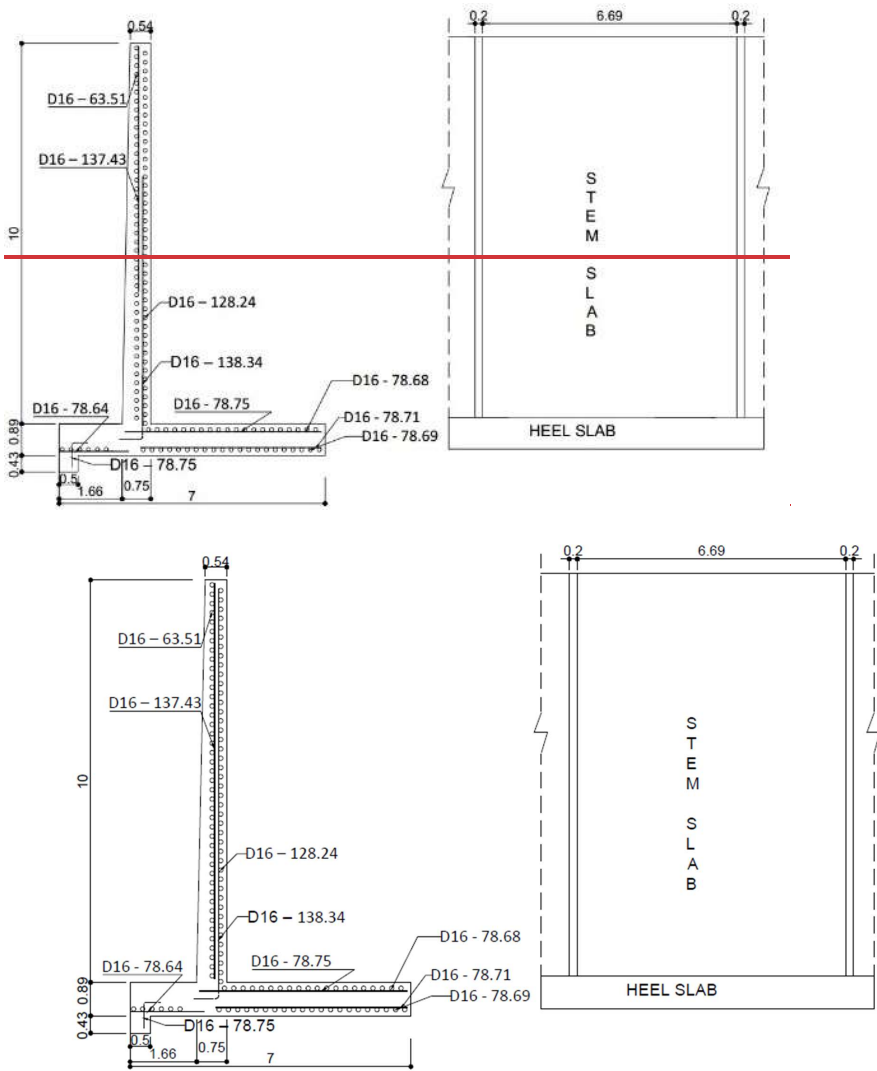 0.54
D16 – 63.51
D16 – 137.43
10
D16 – 128.24
D16 – 138.34
D16 - 78.68
D16 - 78.75
D16 - 78.64
D16 - 78.71
D16 - 78.69
D16 – 78.75
0.89
0.43
0.5
1.66
0.75
7
0.2
6.69
0.2
STEM SLAB
HEEL SLAB
0.54
D16 – 63.51
D16 – 137.43
10
D16 – 128.24
D16 – 138.34
D16 - 78.68
D16 - 78.75
D16 - 78.64
D16 - 78.71
D16 - 78.69
D16 – 78.75
0.89
0.43
0.5
1.66
0.75
7
0.2
6.69
0.2
STEM SLAB
HEEL SLAB